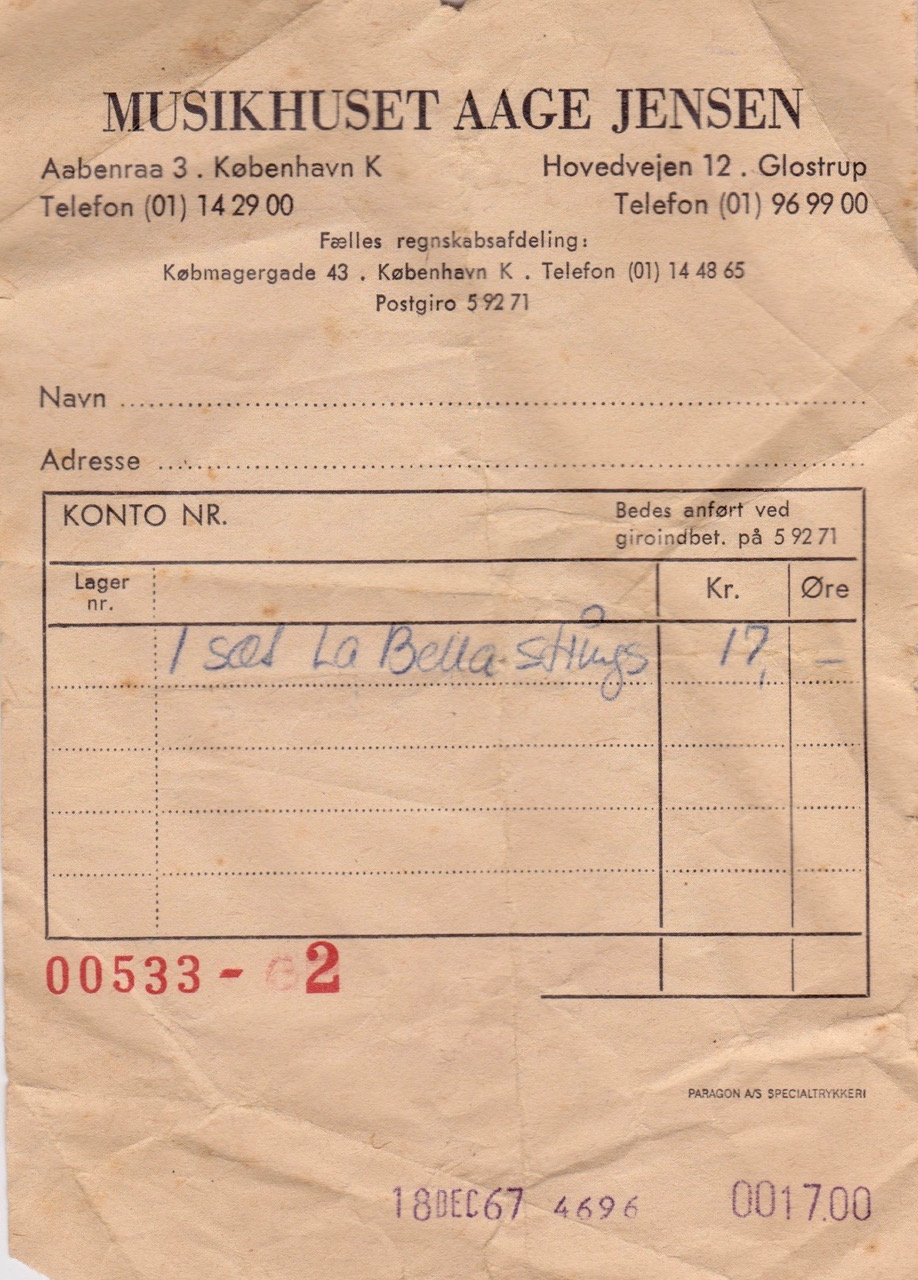 MUSIKHUSET AAGE JENSEN
Aabenraa 3 . København K Hovedvejen 12 . Glostrup
Telefon (01) 14 29 00 Telefon (01) 96 99 00
Fælles regnskabsafdeling:
Købmagergade 43 . København K . Telefon (01) 14 48 65
Postgiro 5 92 71
Navn
Adresse
KONTO NR. Bedes anført ved
giroindbet. på 5 92 71
Lager nr. Kr. Øre
1 sæt La Bella strings 17, —
00533 - 2
PARAGON A/S SPECIALTRYKKERI
18DEC67 4696 0017.00